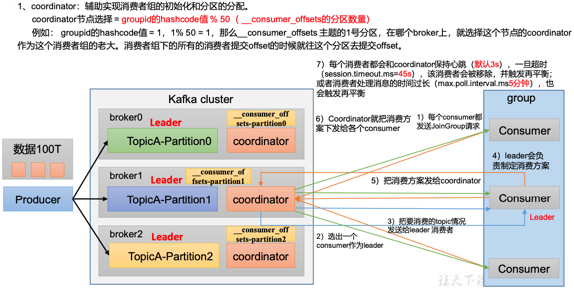 1、coordinator：辅助实现消费者组的初始化和分区的分配。
coordinator节点选择 = groupid的hashcode值 % 50（ __consumer_offsets的分区数量）
例如： groupid的hashcode值 = 1，1% 50 = 1，那么__consumer_offsets 主题的1号分区，在哪个broker上，就选择这个节点的coordinator
作为这个消费者组的老大。消费者组下的所有的消费者提交offset的时候就往这个分区去提交offset。
7）每个消费者都会和coordinator保持心跳（默认3s），一旦超时
（session.timeout.ms=45s），该消费者会被移除，并触发再平衡；
或者消费者处理消息的时间过长（max.poll.interval.ms5分钟），也
会触发再平衡
Kafka cluster
group
broker0
Leader
__consumer_off
sets-partition0
TopicA-Partition0
coordinator
6）Coordinator就把消费方
案下发给各个consumer
1）每个consumer都
发送JoinGroup请求
Consumer
数据100T
Producer
broker1
Leader
__consumer_of
fsets-partition1
TopicA-Partition1
coordinator
5）把消费方案发给coordinator
4）leader会负
责制定消费方案
Consumer
Leader
3）把要消费的topic情况
发送给leader 消费者
broker2
Leader
__consumer_off
sets-partition2
TopicA-Partition2
coordinator
2）选出一个
consumer作为leader
Consumer